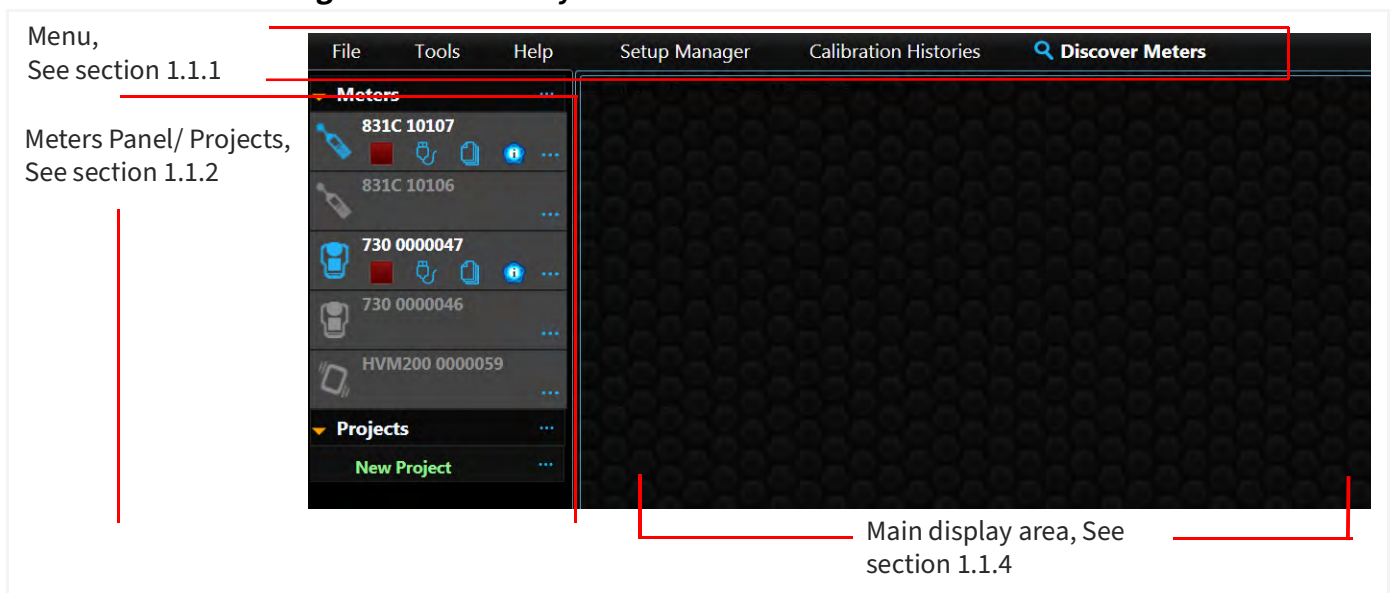 Menu,
See section 1.1.1
File Tools Help Setup Manager Calibration Histories Discover Meters
Meters ...
Meters Panel/ Projects,
See section 1.1.2
831C 10107
...
831C 10106
...
730 0000047
...
730 0000046
...
HVM200 0000059
...
Projects ...
New Project ...
Main display area, See
section 1.1.4